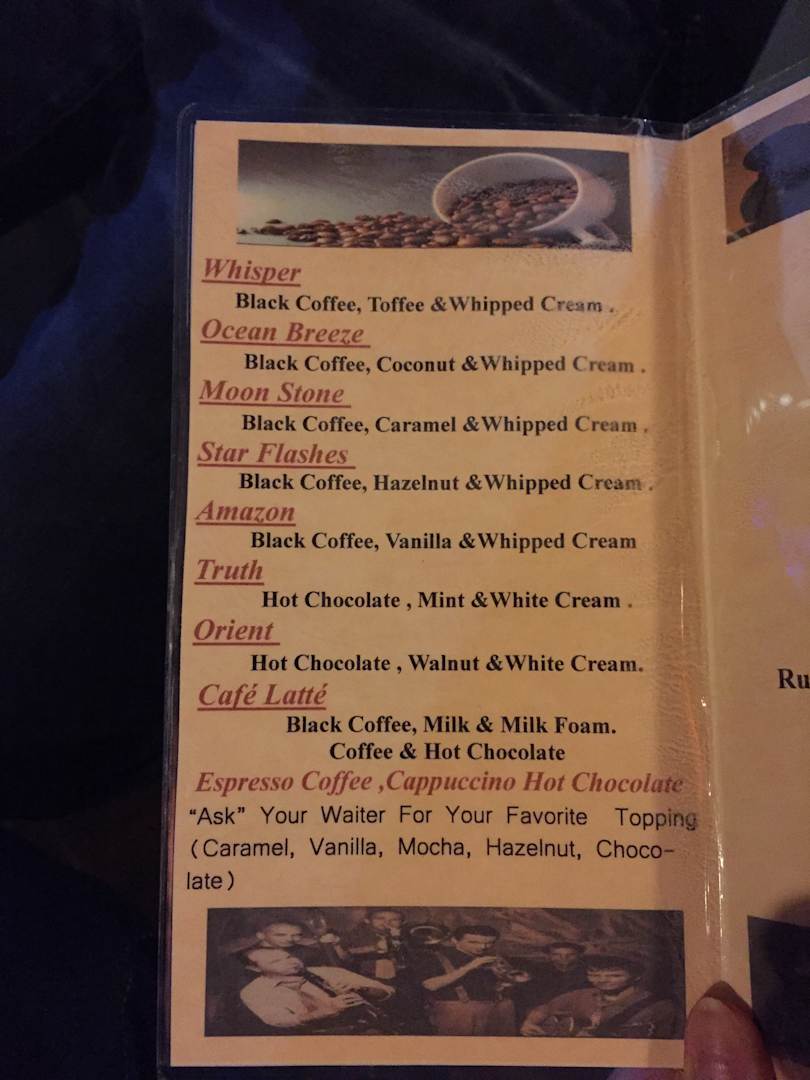 Whisper
Black Coffee, Toffee &Whipped Cream .
Ocean Breeze
Black Coffee, Coconut &Whipped Cream .
Moon Stone
Black Coffee, Caramel &Whipped Cream .
Star Flashes
Black Coffee, Hazelnut &Whipped Cream .
Amazon
Black Coffee, Vanilla &Whipped Cream
Truth
Hot Chocolate , Mint &White Cream .
Orient
Hot Chocolate , Walnut &White Cream.
Café Latté
Black Coffee, Milk & Milk Foam.
Coffee & Hot Chocolate
Espresso Coffee ,Cappuccino Hot Chocolate
“Ask” Your Waiter For Your Favorite Topping
(Caramel, Vanilla, Mocha, Hazelnut, Choco-
late)